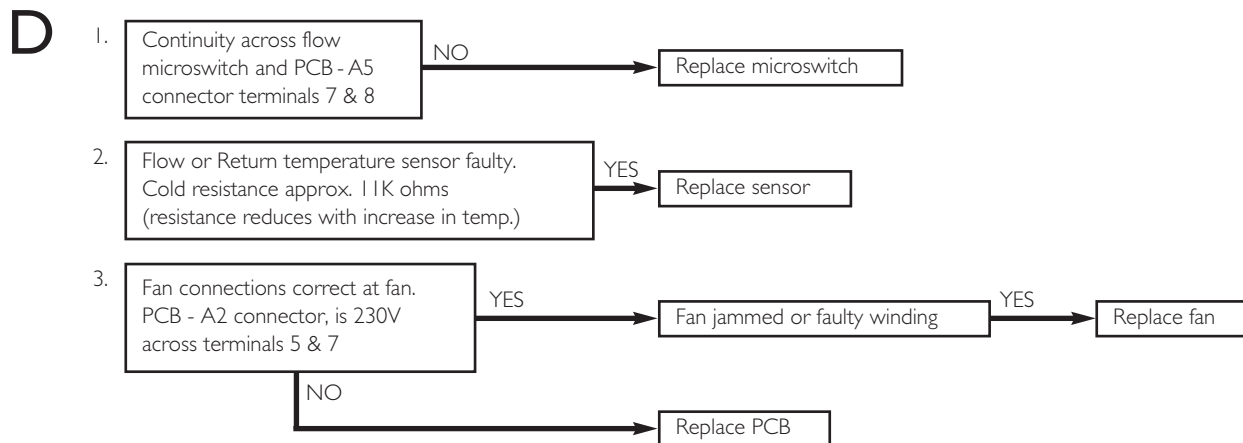 D
1.
Continuity across flow
microswitch and PCB - A5
connector terminals 7 & 8
NO
Replace microswitch
2.
Flow or Return temperature sensor faulty.
Cold resistance approx. 11K ohms
(resistance reduces with increase in temp.)
YES
Replace sensor
3.
Fan connections correct at fan.
PCB - A2 connector, is 230V
across terminals 5 & 7
YES
Fan jammed or faulty winding
YES
Replace fan
NO
Replace PCB